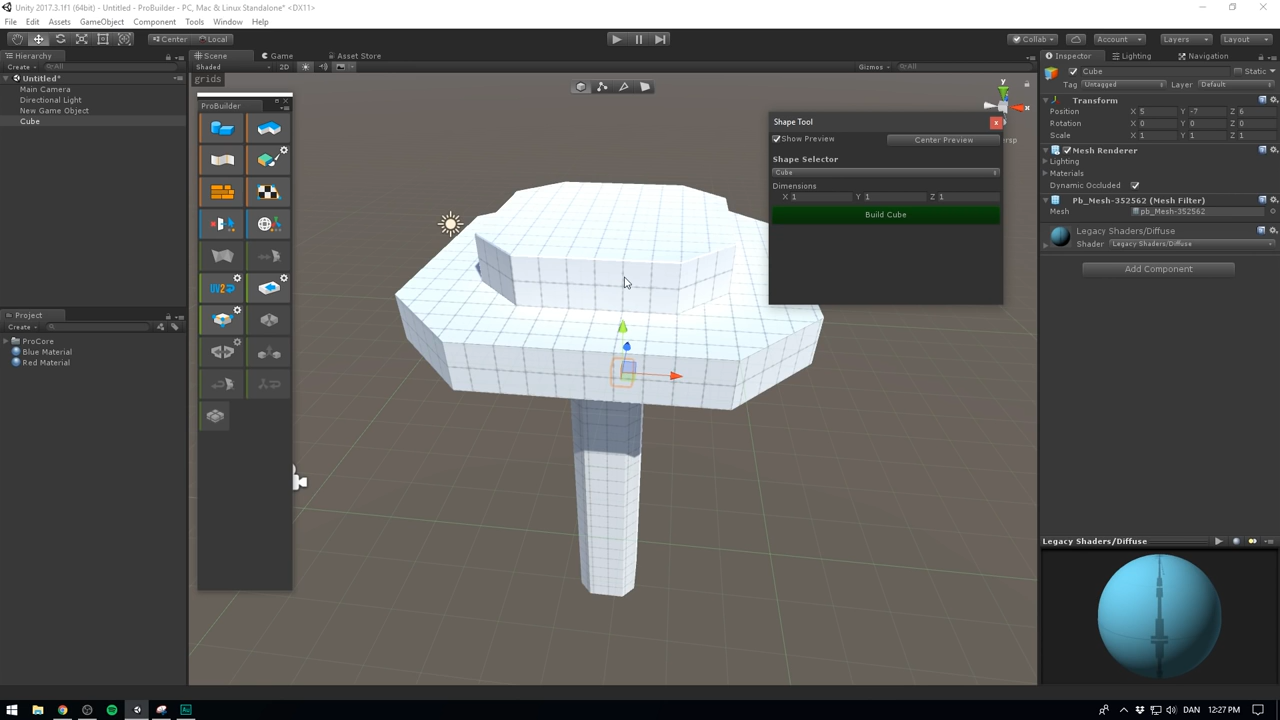 Unity 2017.3.1f1 (64bit) - Untitled - ProBuilder - PC, Mac & Linux Standalone* <DX11>
File Edit Assets GameObject Component Tools Window Help
Center Local
Collab Account Layers Layout
Hierarchy
Create All
Untitled*
Main Camera
Directional Light
New Game Object
Cube
Project
Create
ProCore
Blue Material
Red Material
Scene Game Asset Store
Shaded 2D Gizmos All
grids
ProBuilder
UV2
Shape Tool
x
Show Preview Center Preview
Shape Selector
Cube
Dimensions
X 1 Y 1 Z 1
Build Cube
y
x
Persp
Inspector Lighting Navigation
Cube Static
Tag Untagged Layer Default
Transform
Position X 5 Y -7 Z 6
Rotation X 0 Y 0 Z 0
Scale X 1 Y 1 Z 1
Mesh Renderer
Lighting
Materials
Dynamic Occluded
Pb_Mesh-352562 (Mesh Filter)
Mesh pb_Mesh-352562
Legacy Shaders/Diffuse
Shader Legacy Shaders/Diffuse
Add Component
Legacy Shaders/Diffuse
DAN 12:27 PM